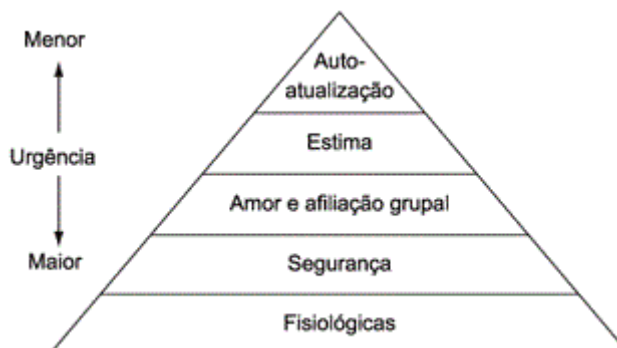 Menor
Auto-
atualização
Estima
Urgência
Amor e afiliação grupal
Maior
Segurança
Fisiológicas